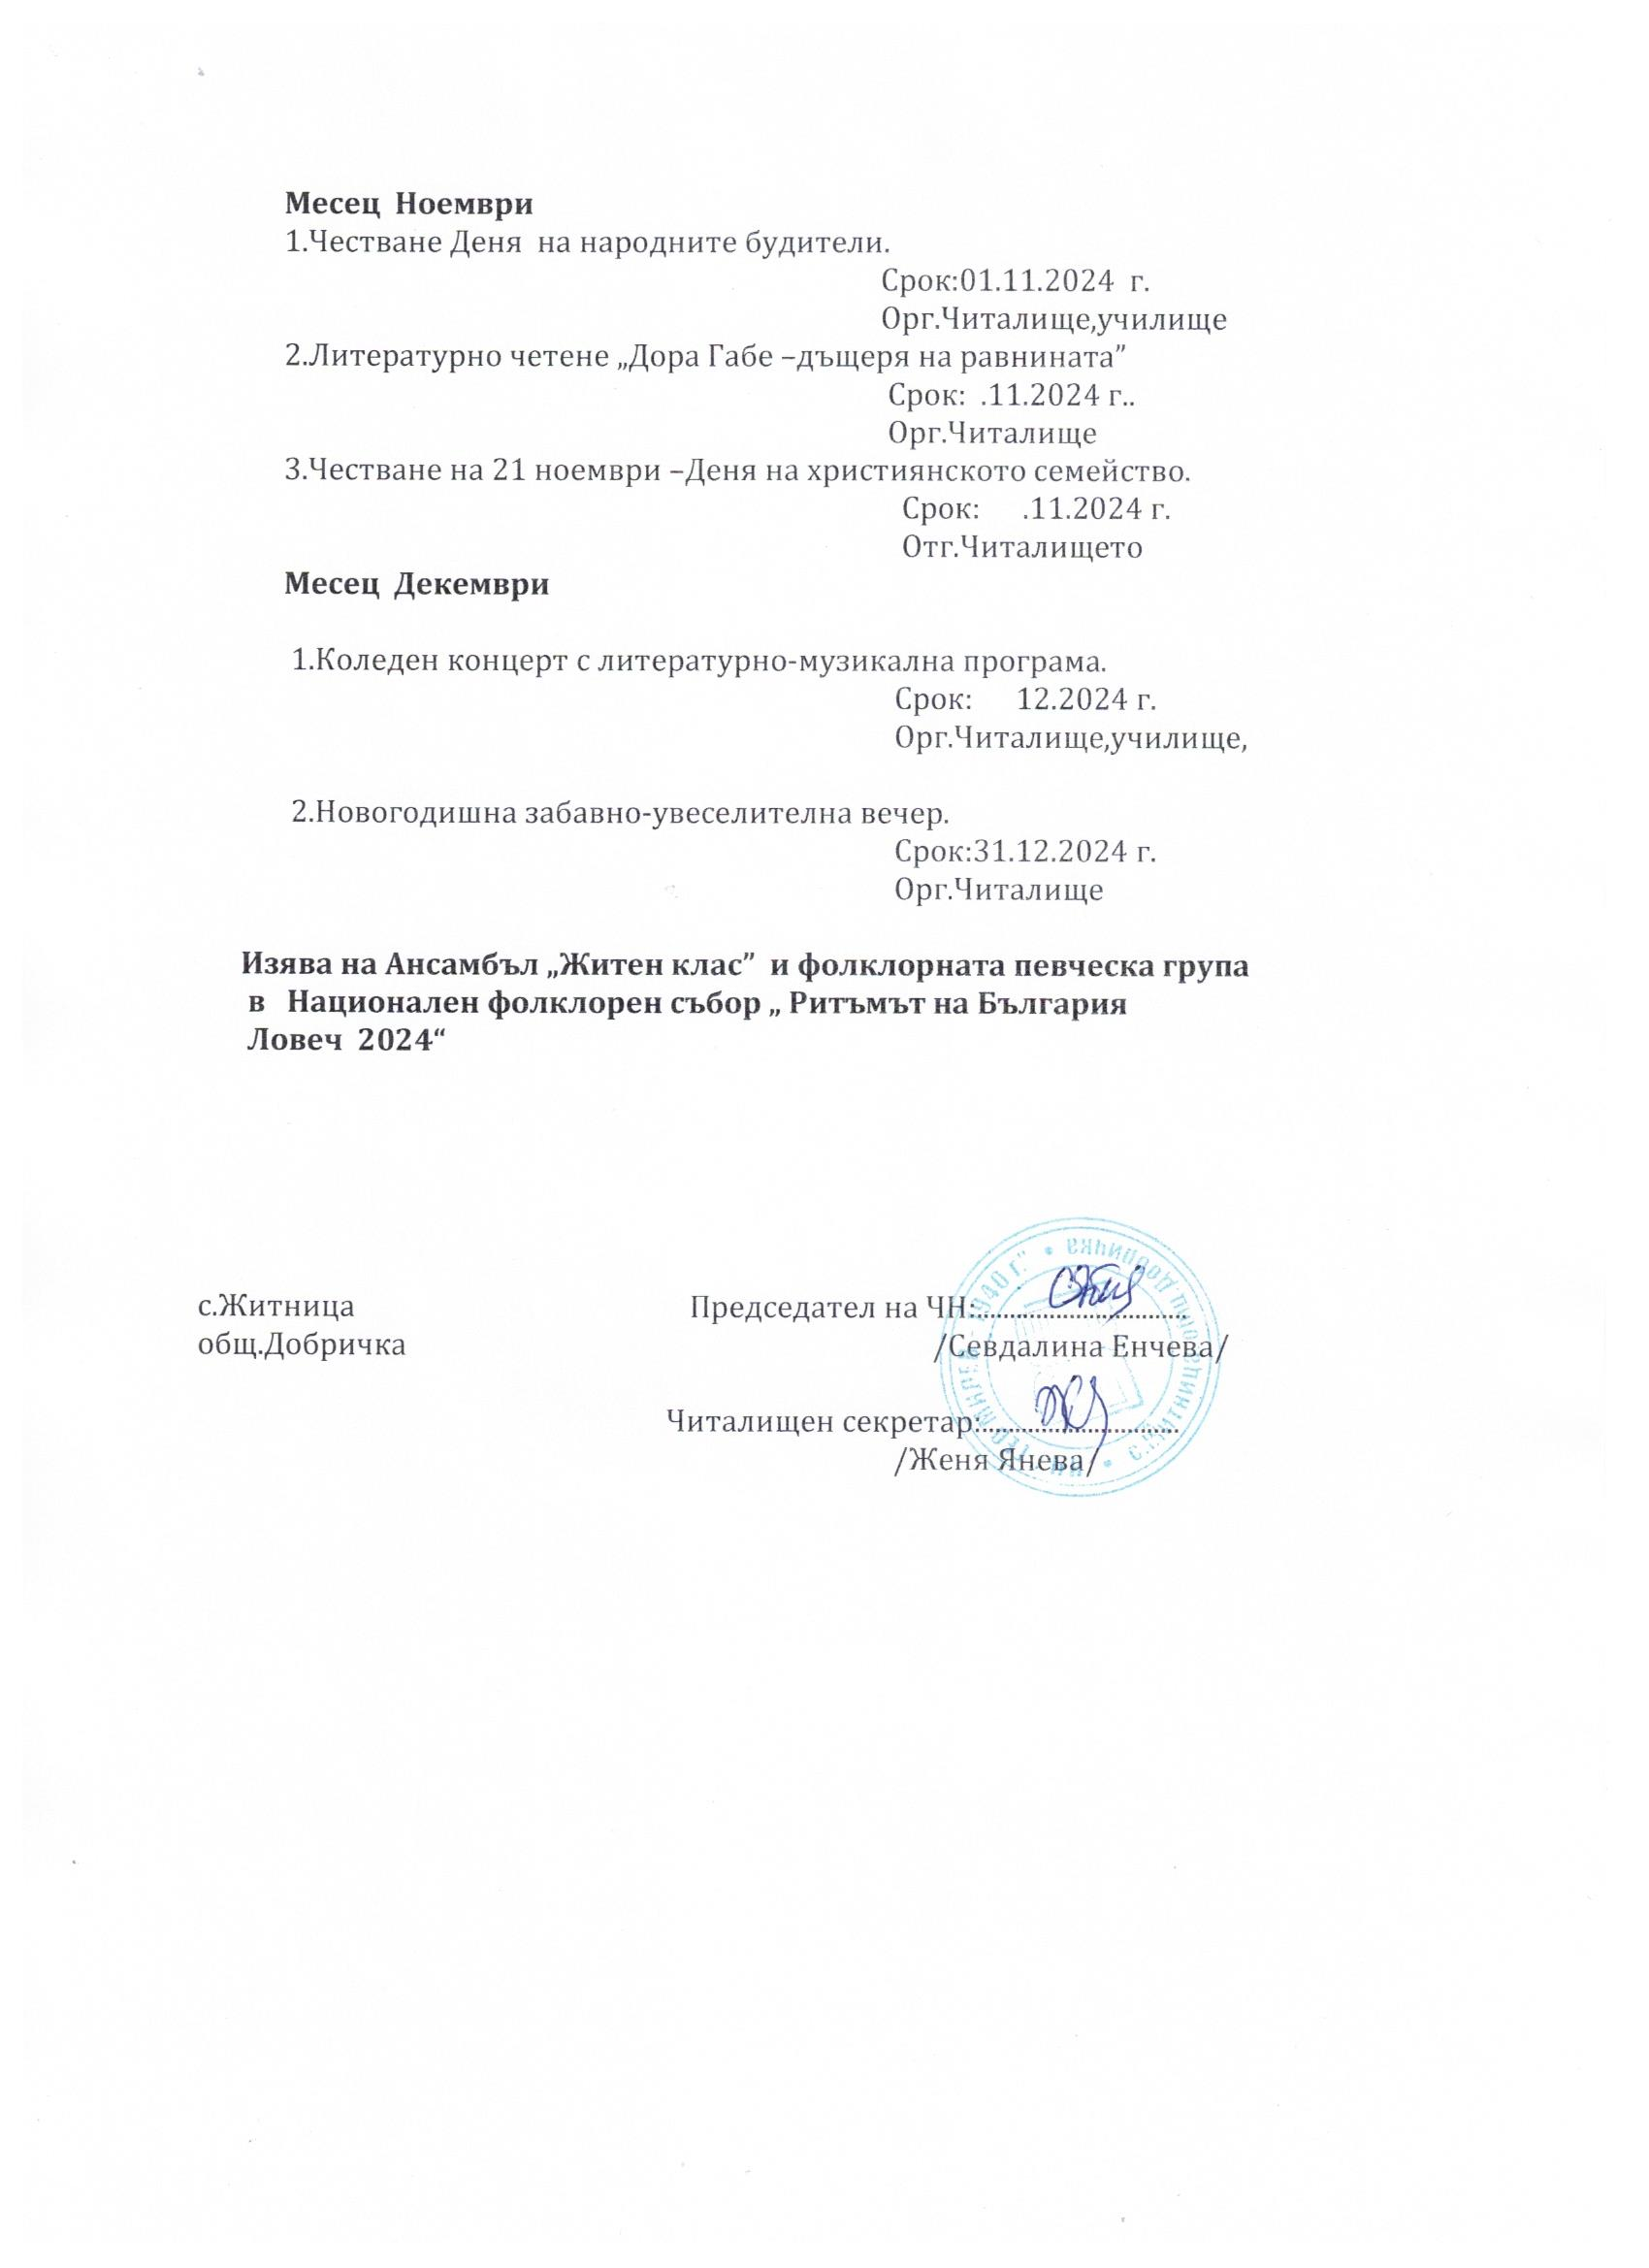 Месец Ноември
1.Честване Деня на народните будители.
Срок:01.11.2024 г.
Орг.Читалище,училище
2.Литературно четене „Дора Габе –дъщеря на равнината”
Срок: .11.2024 г..
Орг.Читалище
3.Честване на 21 ноември –Деня на християнското семейство.
Срок: .11.2024 г.
Отг.Читалището
Месец Декември
1.Коледен концерт с литературно-музикална програма.
Срок: 12.2024 г.
Орг.Читалище,училище,
2.Новогодишна забавно-увеселителна вечер.
Срок:31.12.2024 г.
Орг.Читалище
Изява на Ансамбъл „Житен клас” и фолклорната певческа група
в Национален фолклорен събор „ Ритъмът на България
Ловеч 2024“
с.Житница
Председател на ЧН:..............................
общ.Добричка
/Севдалина Енчева/
Читалищен секретар:............................
/Женя Янева/